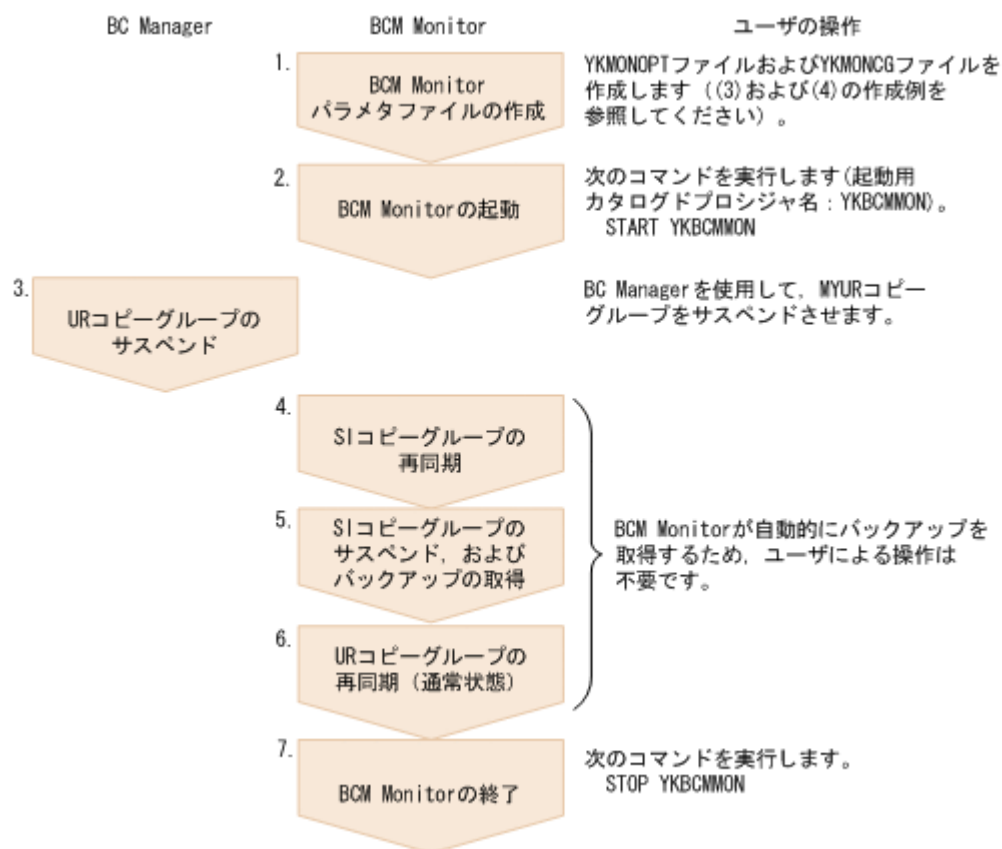 BC Manager
BCM Monitor
ユーザの操作
1.
BCM Monitor
パラメタファイルの作成
YKMONOPTファイルおよびYKMONCGファイルを
作成します（(3)および(4)の作成例を
参照してください）。
2.
BCM Monitorの起動
次のコマンドを実行します(起動用
カタログドプロシジャ名：YKBCMMON)。
START YKBCMMON
3.
URコピーグループの
サスペンド
BC Managerを使用して，MYURコピー
グループをサスペンドさせます。
4.
SIコピーグループの
再同期
5.
SIコピーグループの
サスペンド，および
バックアップの取得
BCM Monitorが自動的にバックアップを
取得するため，ユーザによる操作は
不要です。
6.
URコピーグループの
再同期（通常状態）
7.
BCM Monitorの終了
次のコマンドを実行します。
STOP YKBCMMON